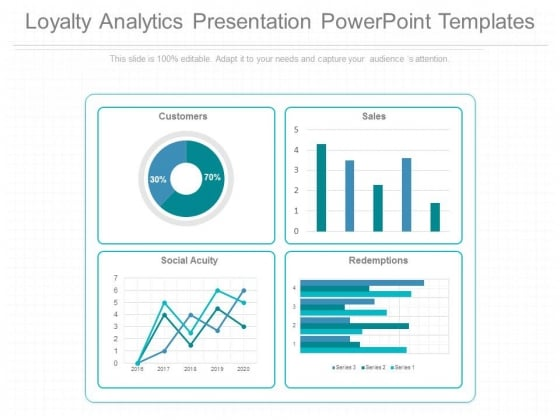 Loyalty Analytics Presentation PowerPoint Templates
This slide is 100% editable. Adapt it to your needs and capture your audience 's attention.
Customers
30%
70%
Sales
5
4
3
2
1
0
Social Acuity
7
6
5
4
3
2
1
0
2016 2017 2018 2019 2020
Redemptions
4
3
2
1
Series 3 Series 2 Series 1